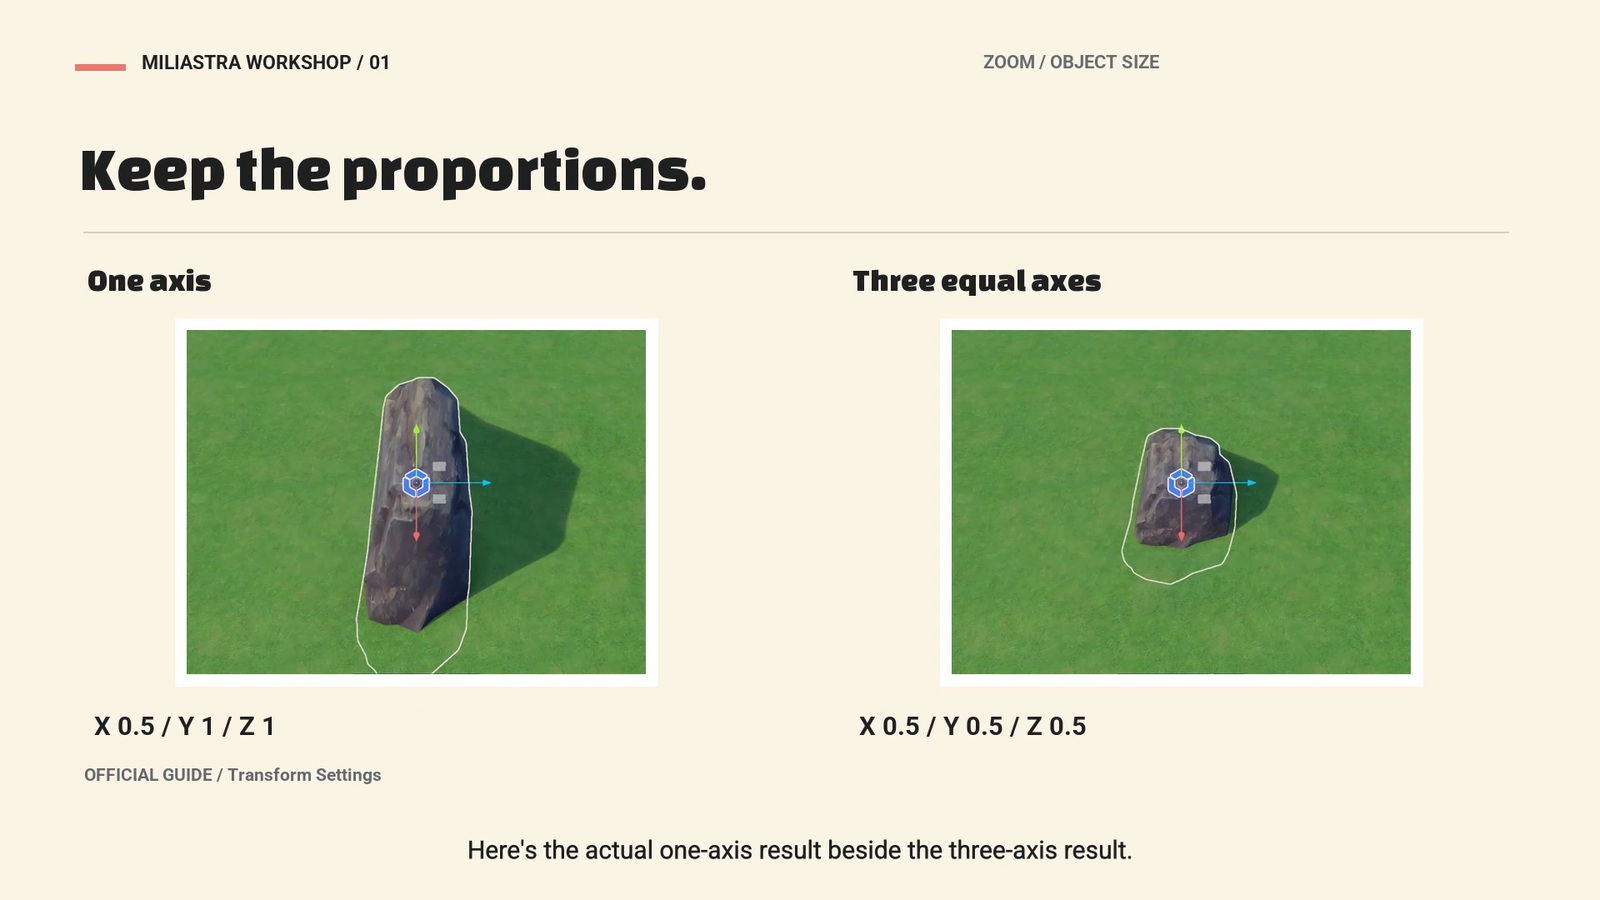 MILIASTRA WORKSHOP / 01
ZOOM / OBJECT SIZE
Keep the proportions.
One axis
Three equal axes
X 0.5 / Y 1 / Z 1
X 0.5 / Y 0.5 / Z 0.5
OFFICIAL GUIDE / Transform Settings
Here's the actual one-axis result beside the three-axis result.